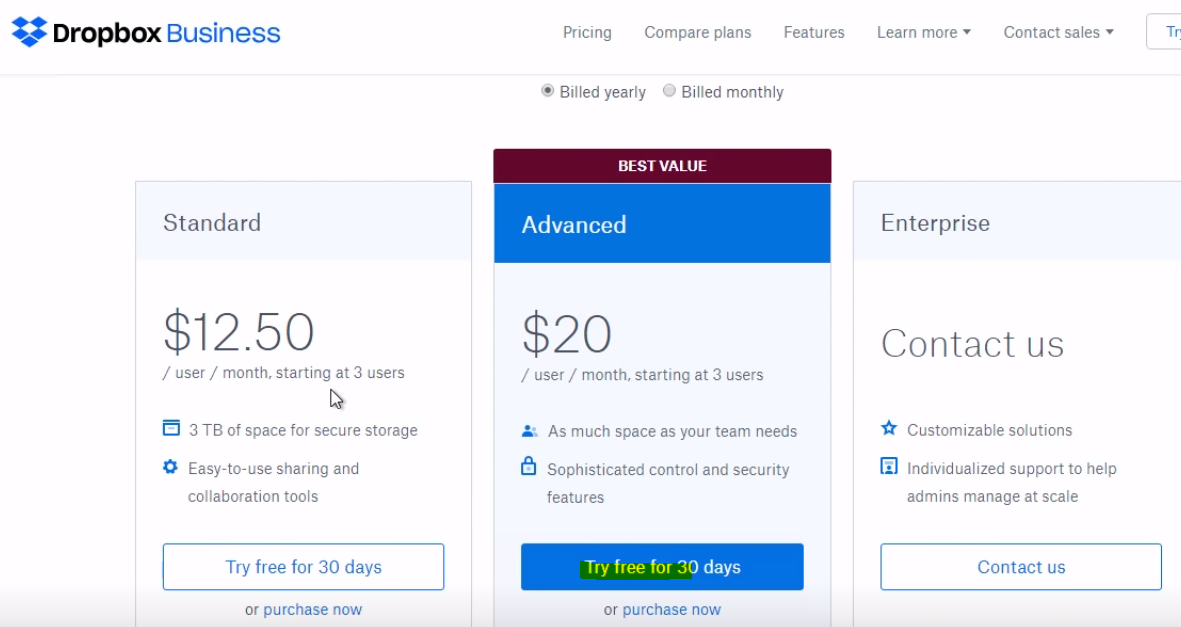 Dropbox Business
Pricing Compare plans Features Learn more Contact sales
Billed yearly Billed monthly
Standard
$12.50
/ user / month, starting at 3 users
3 TB of space for secure storage
Easy-to-use sharing and
collaboration tools
Try free for 30 days
or purchase now
BEST VALUE
Advanced
$20
/ user / month, starting at 3 users
As much space as your team needs
Sophisticated control and security
features
Try free for 30 days
or purchase now
Enterprise
Contact us
Customizable solutions
Individualized support to help
admins manage at scale
Contact us